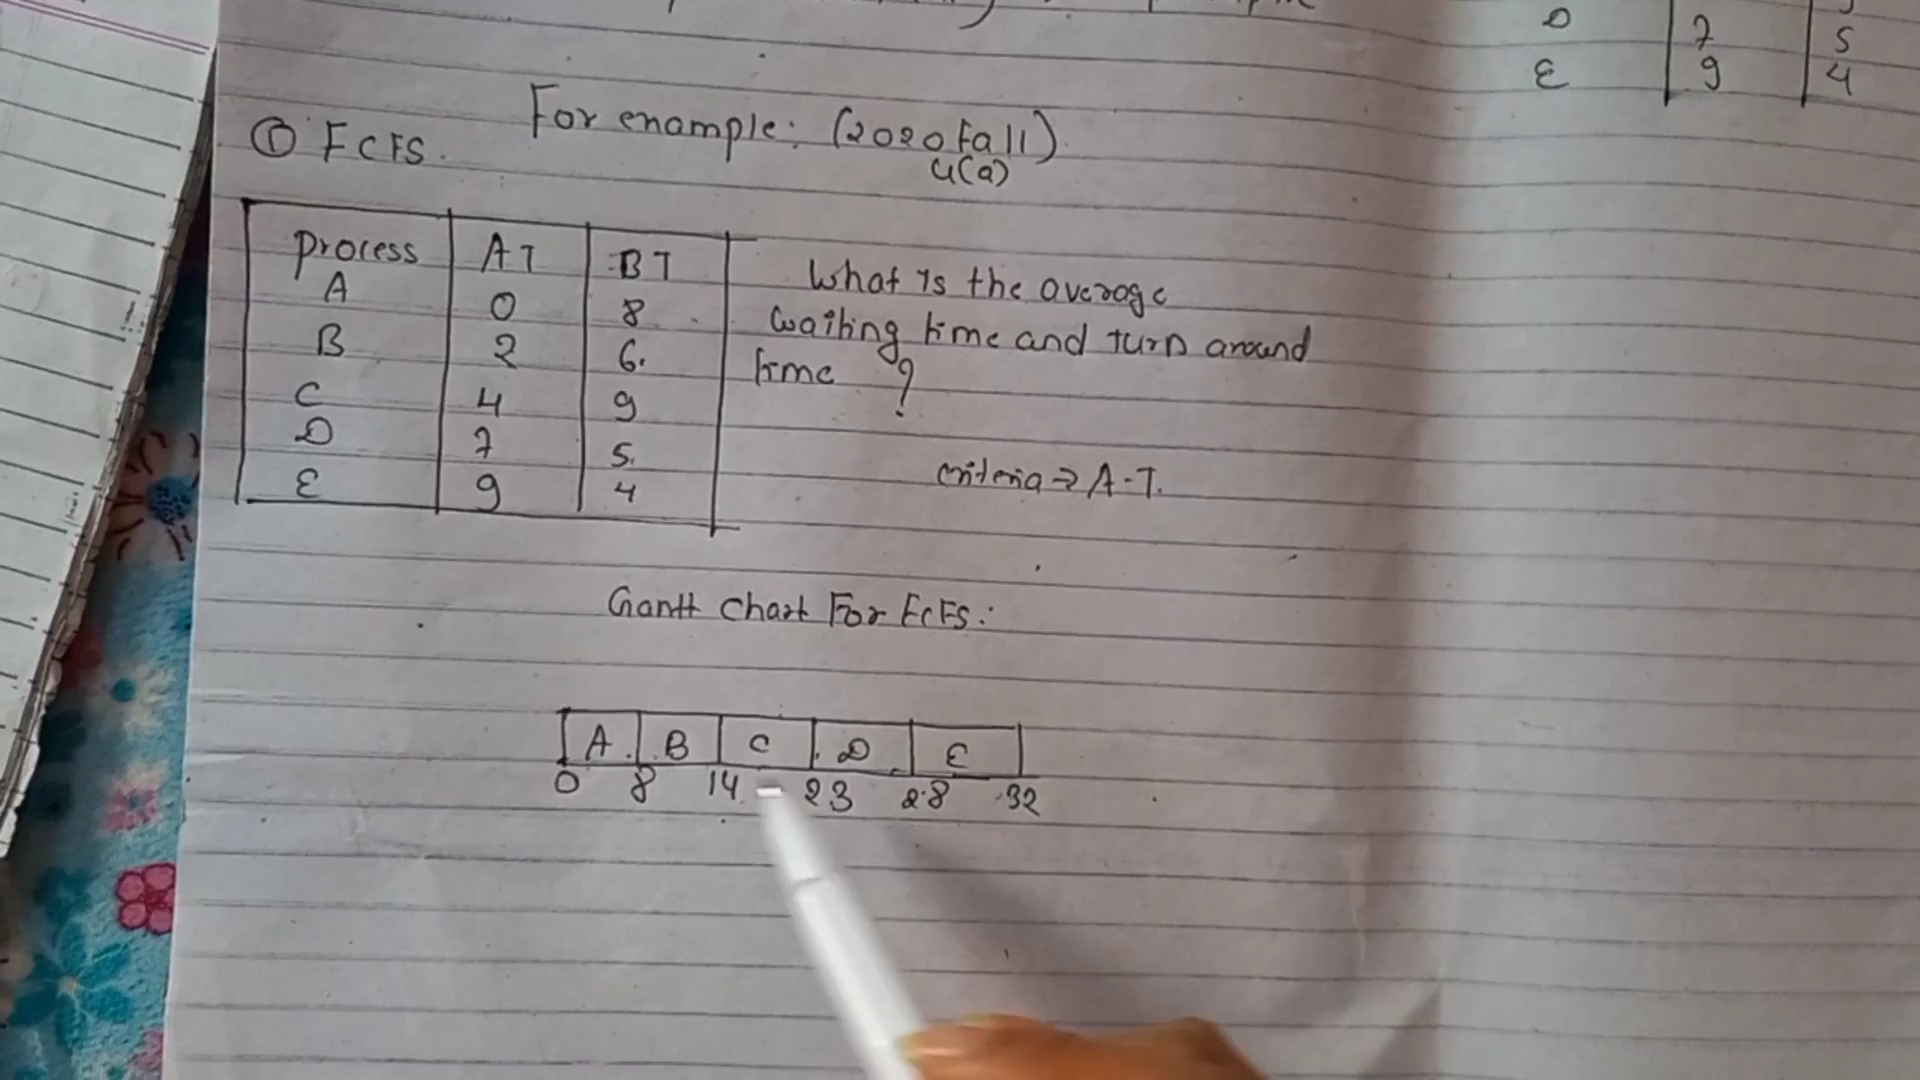 D 7 5
E 9 4
For enample: (2020 Fall)
① FCFS.
4(a)
Process AT BT
A 0 8
B 2 6.
C 4 9
D 7 5.
E 9 4
What is the average
waiting time and turn around
time ?
criteria → A.T.
Gantt Chart For FCFS:
A B C D E
0 8 14 23 28 32